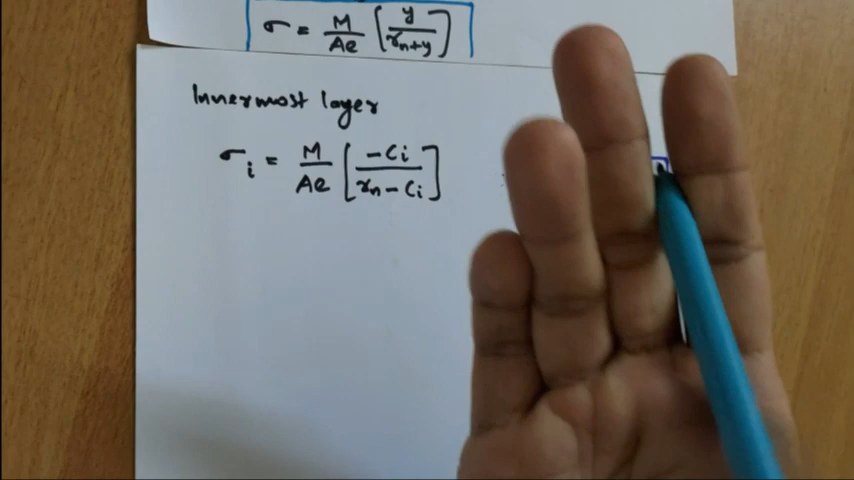 σ = M/Ae [y/(rn+y)]
Innermost layer
σi = M/Ae [-Ci/(rn-Ci)]